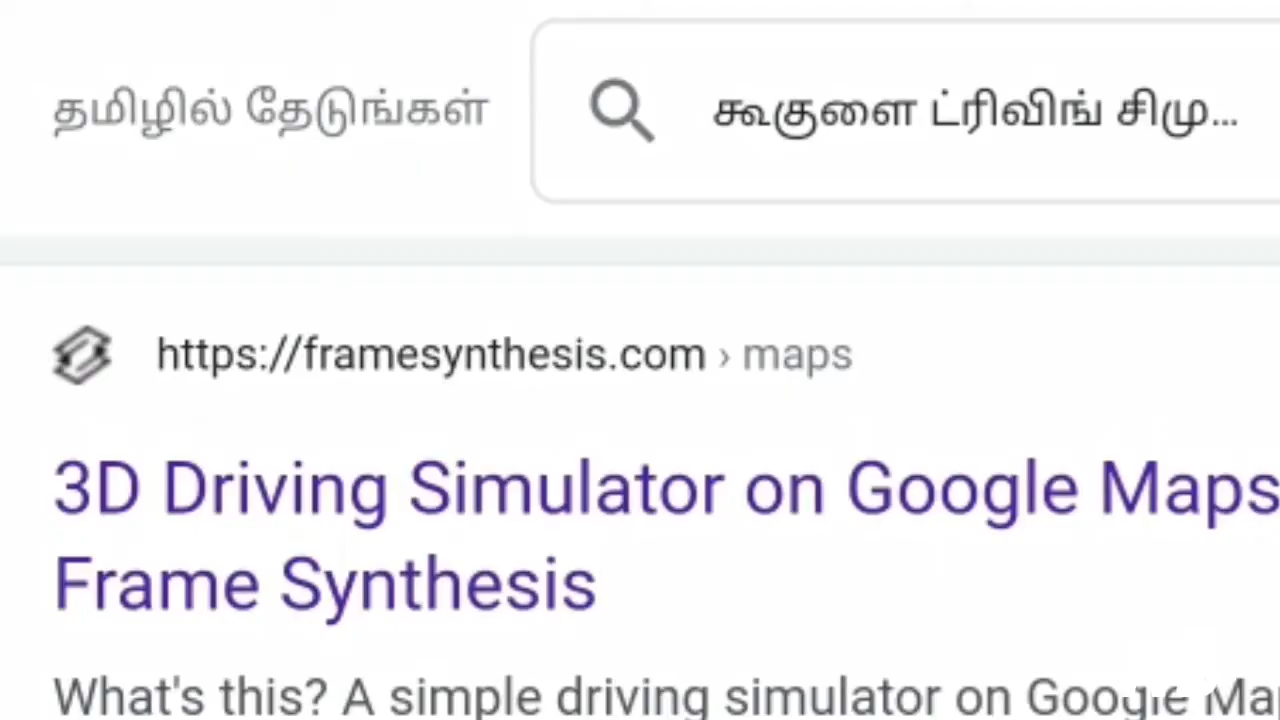 தமிழில் தேடுங்கள்
கூகுளை ட்ரிவிங் சிமு...
https://framesynthesis.com › maps
3D Driving Simulator on Google Maps
Frame Synthesis
What's this? A simple driving simulator on Google